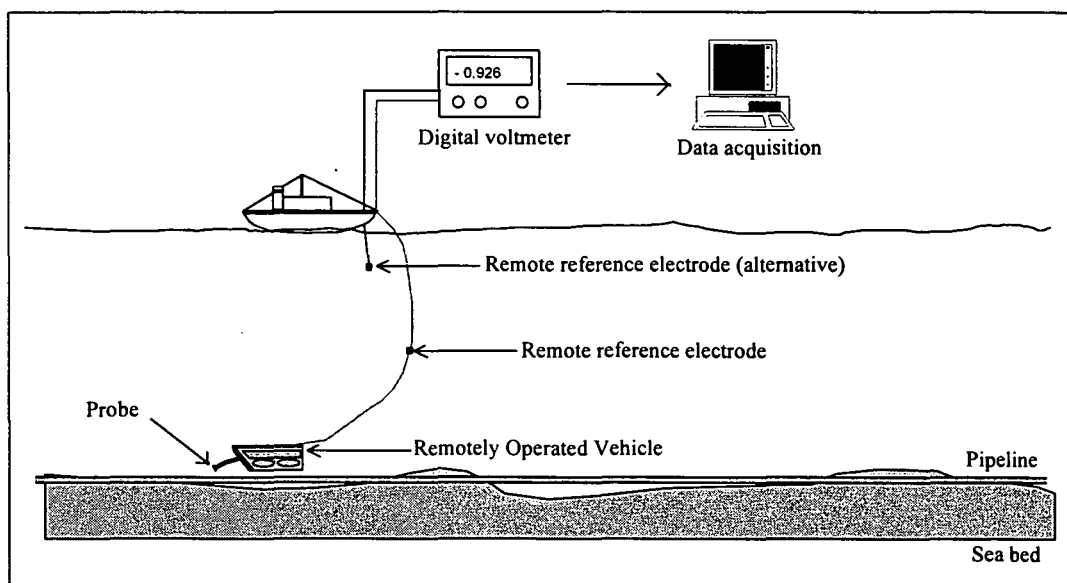 - 0.926
Digital voltmeter
Data acquisition
Remote reference electrode (alternative)
Remote reference electrode
Probe
Remotely Operated Vehicle
Pipeline
Sea bed